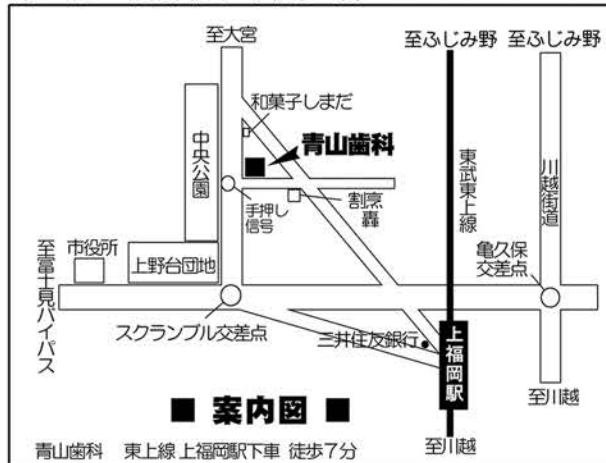 至大宮
至ふじみ野
至ふじみ野
和菓子しまだ
青山歯科
中央公園
手押し
信号
割烹
轟
東武東上線
川越街道
市役所
上野台団地
亀久保
交差点
至富士見バイパス
スクランブル交差点
三井住友銀行
上福岡駅
至川越
■ 案内図 ■
至川越
青山歯科 東上線 上福岡駅下車 徒歩7分